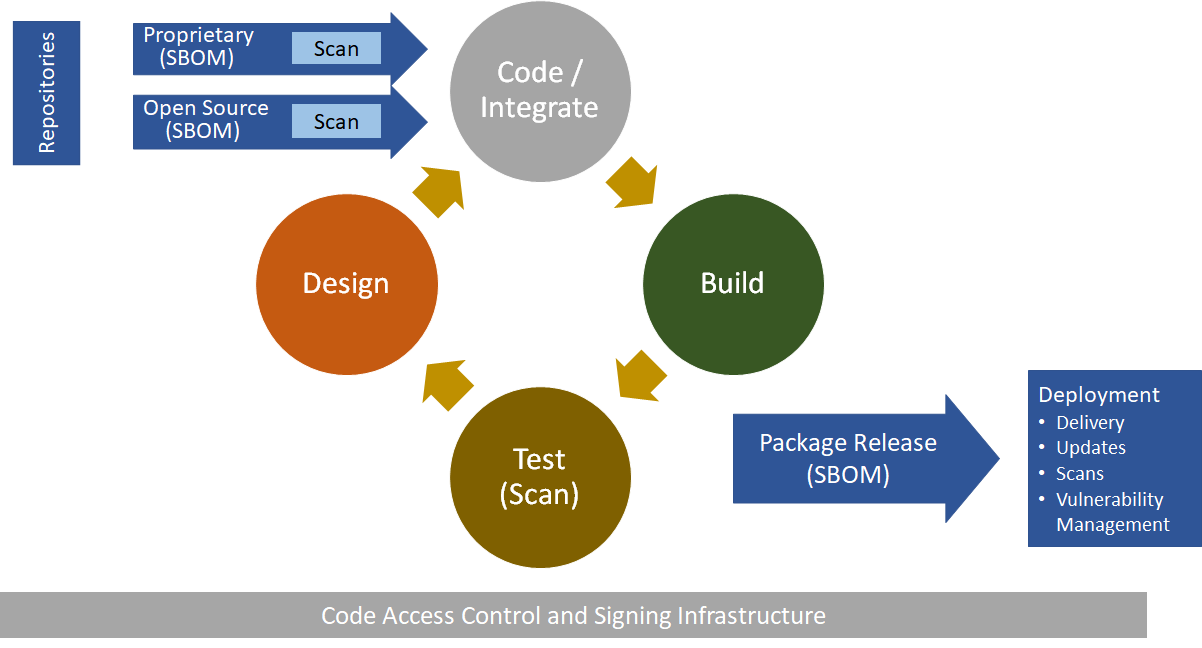 Repositories
Proprietary
(SBOM)
Scan
Open Source
(SBOM)
Scan
Code /
Integrate
Design
Build
Test
(Scan)
Package Release
(SBOM)
Deployment
• Delivery
• Updates
• Scans
• Vulnerability
Management
Code Access Control and Signing Infrastructure